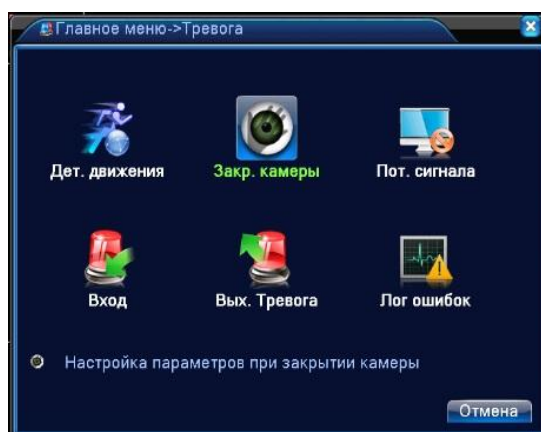 Главное меню->Тревога
Дет. движения Закр. камеры Пот. сигнала
Вход Вых. Тревога Лог ошибок
Настройка параметров при закрытии камеры
Отмена